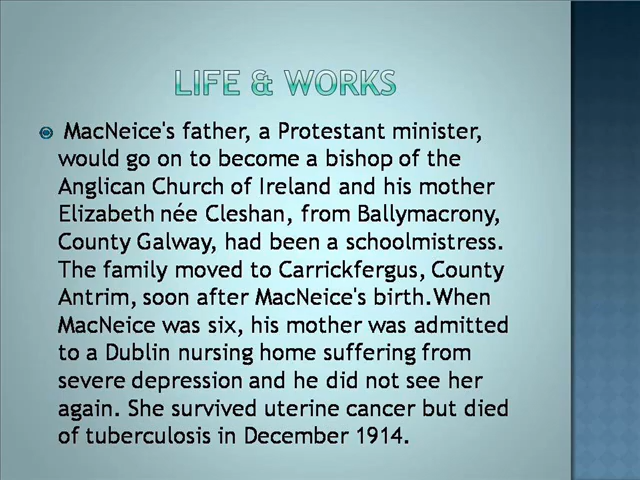 LIFE & WORKS
MacNeice's father, a Protestant minister,
would go on to become a bishop of the
Anglican Church of Ireland and his mother
Elizabeth née Cleshan, from Ballymacrony,
County Galway, had been a schoolmistress.
The family moved to Carrickfergus, County
Antrim, soon after MacNeice's birth.When
MacNeice was six, his mother was admitted
to a Dublin nursing home suffering from
severe depression and he did not see her
again. She survived uterine cancer but died
of tuberculosis in December 1914.